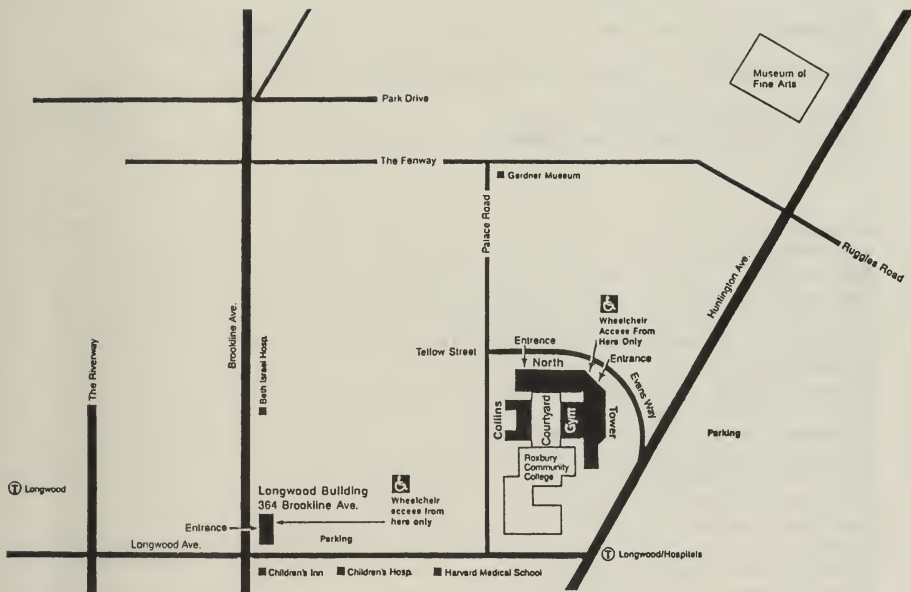 Museum of
Fine Arts
Park Drive
The Fenway
Gardner Museum
Palace Road
Ruggles Road
Huntington Ave.
Brookline Ave.
The Riverway
Beth Israel Hosp.
Wheelchair
Access From
Here Only
Tellow Street
Entrance
Entrance
North
Evans Way
Collins
Courtyard
Gym
Tower
Parking
Roxbury
Community
College
T Longwood
Longwood Building
364 Brookline Ave.
Wheelchair
access from
here only
Entrance
Parking
Longwood Ave.
T Longwood/Hospitals
Children's Inn
Children's Hosp.
Harvard Medical School